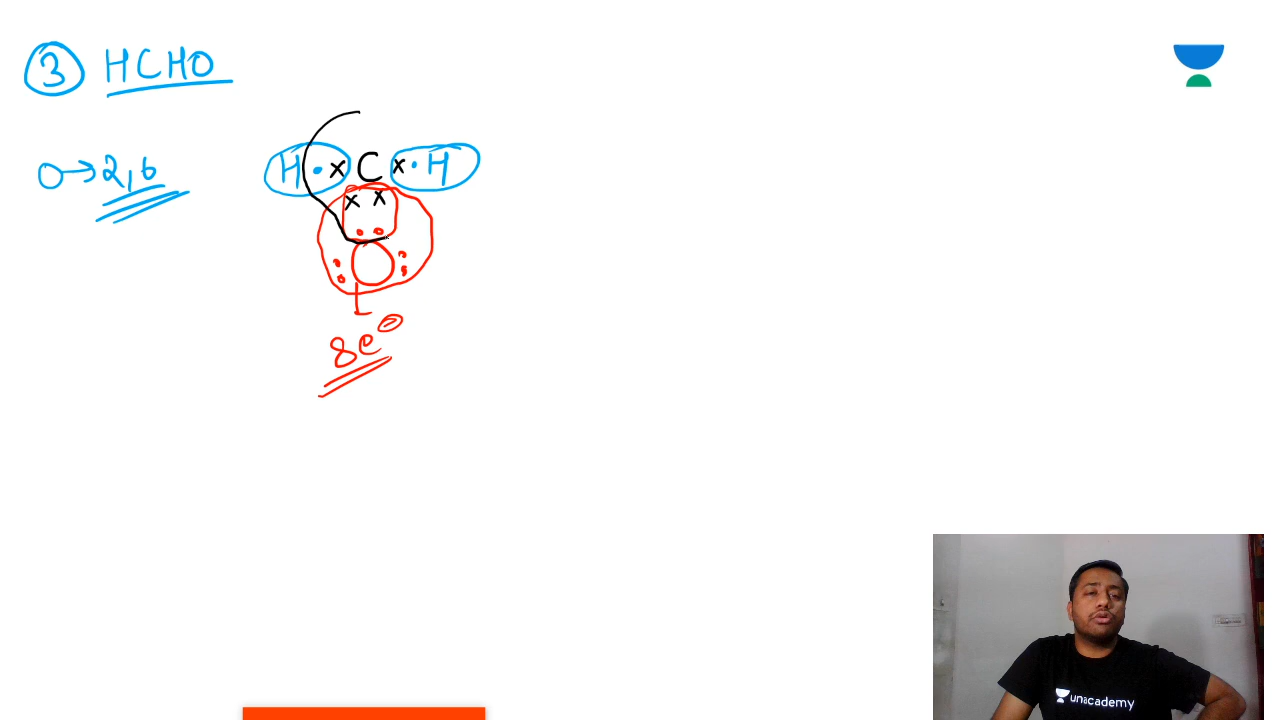 3 HCHO
O→2,6
H · x C x · H
x x
8e⊖
unacademy